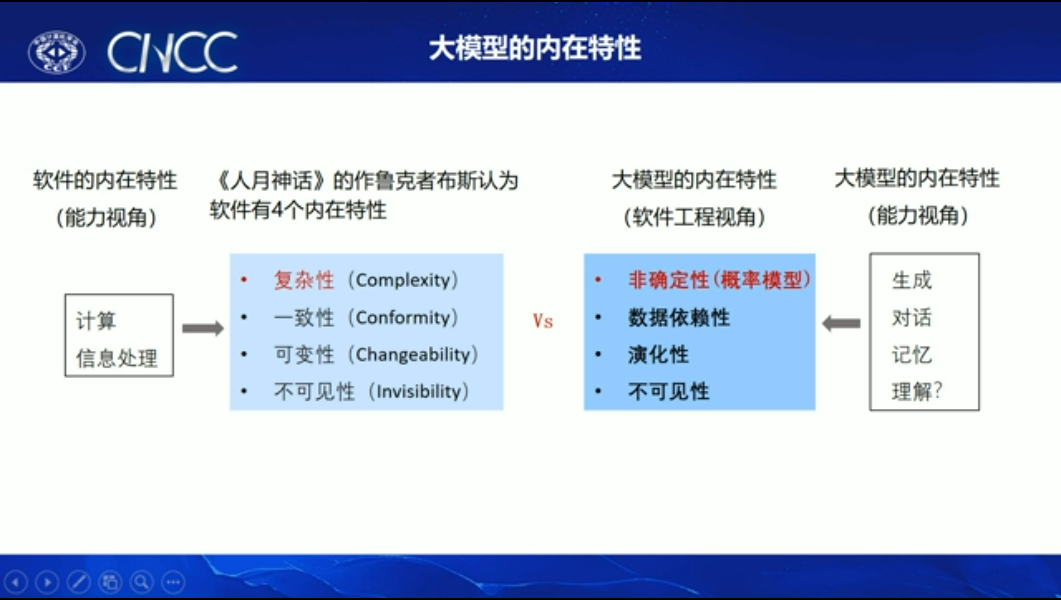 CNCC
大模型的内在特性
软件的内在特性
（能力视角）
《人月神话》的作鲁克者布斯认为
软件有4个内在特性
大模型的内在特性
（软件工程视角）
大模型的内在特性
（能力视角）
计算
信息处理
• 复杂性（Complexity）
• 一致性（Conformity）
• 可变性（Changeability）
• 不可见性（Invisibility）
Vs
• 非确定性(概率模型)
• 数据依赖性
• 演化性
• 不可见性
生成
对话
记忆
理解？